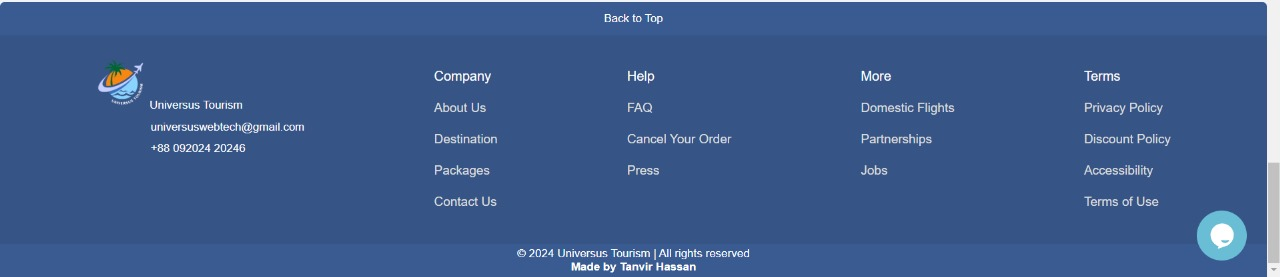 Back to Top
UNIVERSUS TOURISM
Universus Tourism
universuswebtech@gmail.com
+88 092024 20246
Company
About Us
Destination
Packages
Contact Us
Help
FAQ
Cancel Your Order
Press
More
Domestic Flights
Partnerships
Jobs
Terms
Privacy Policy
Discount Policy
Accessibility
Terms of Use
© 2024 Universus Tourism | All rights reserved
Made by Tanvir Hassan